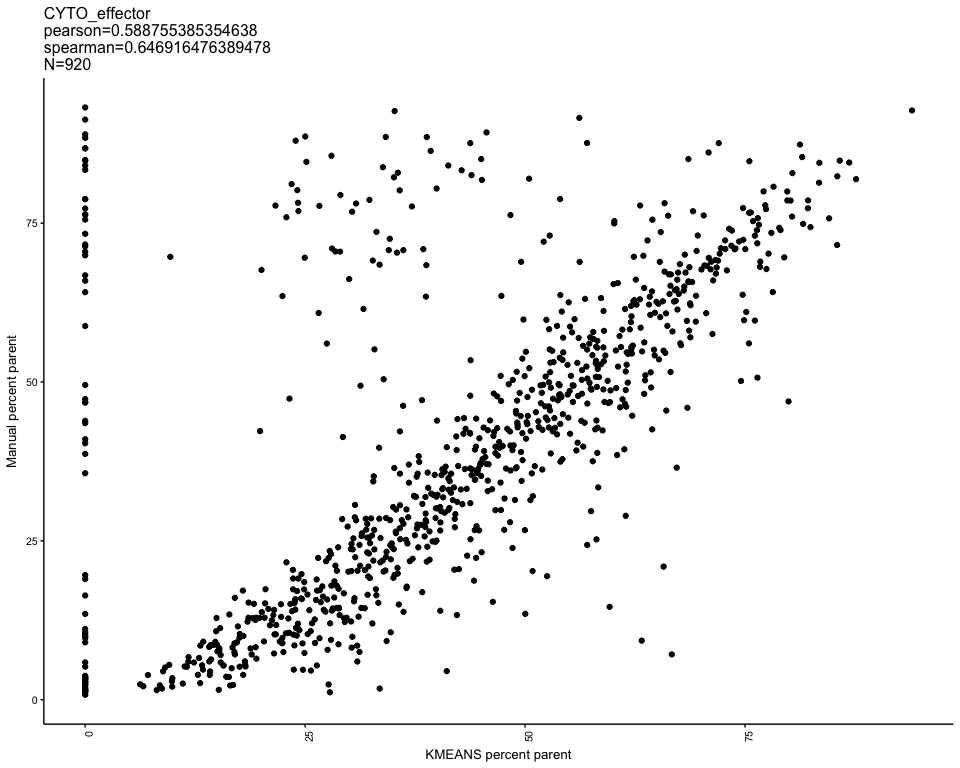 CYTO_effector
pearson=0.588755385354638
spearman=0.646916476389478
N=920
Manual percent parent
75
50
25
0
0
25
50
75
KMEANS percent parent